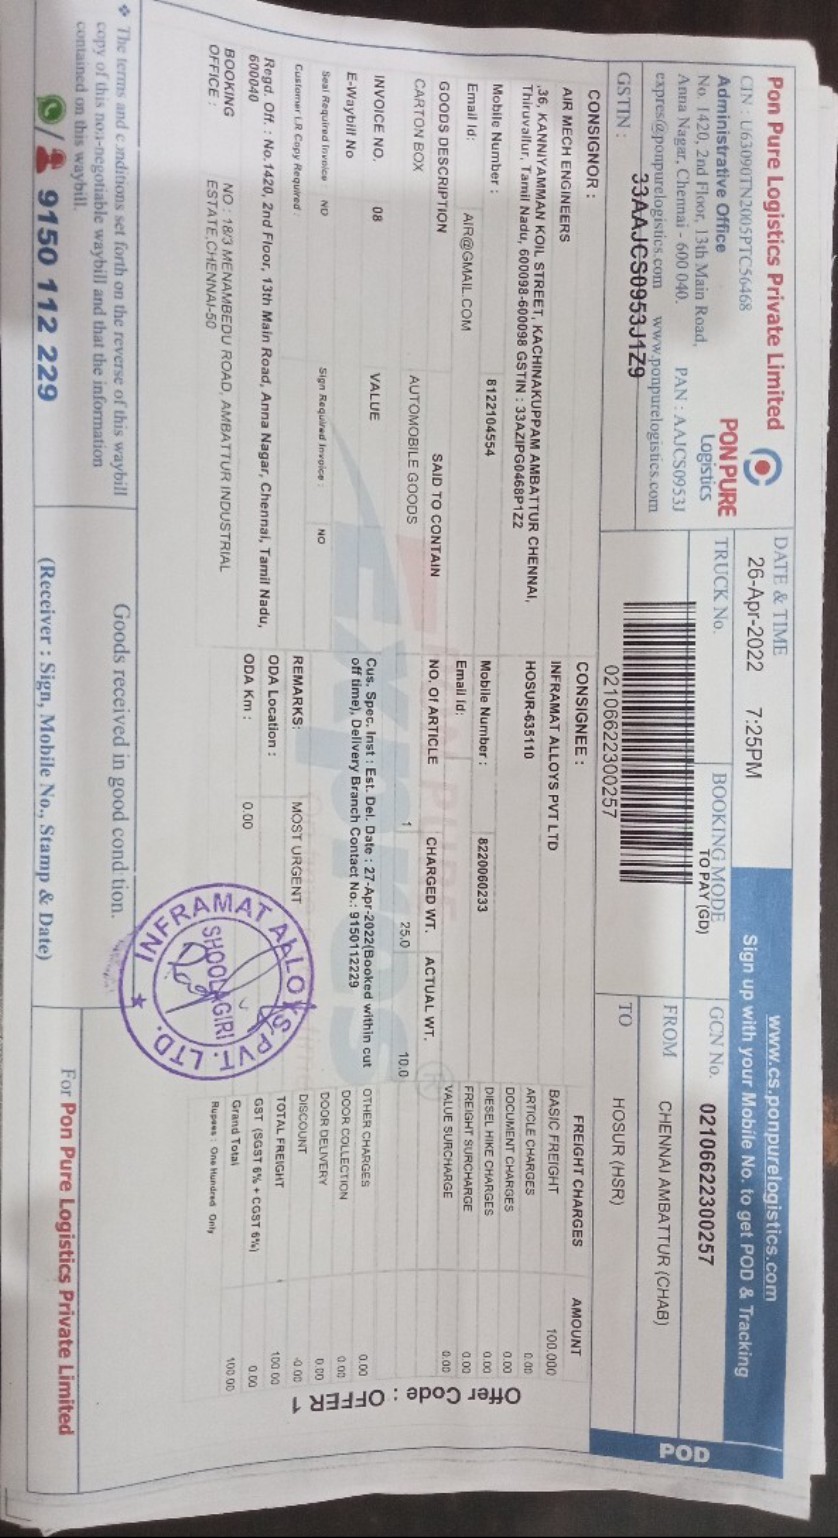 Pon Pure Logistics Private Limited
CIN : U63090TN2005PTC56468
Administrative Office
No. 1420, 2nd Floor, 13th Main Road,
Anna Nagar, Chennai - 600 040. PAN : AAJCS0953J
expres@ponpurelogistics.com www.ponpurelogistics.com
GSTIN : 33AAJCS0953J1Z9
PONPURE
Logistics
DATE & TIME
26-Apr-2022 7:25PM
www.cs.ponpurelogistics.com
Sign up with your Mobile No. to get POD & Tracking
TRUCK No.
BOOKING MODE
TO PAY (GD)
GCN No. 02106622300257
02106622300257
FROM CHENNAI AMBATTUR (CHAB)
TO HOSUR (HSR)
POD
CONSIGNOR :
AIR MECH ENGINEERS
,36, KANNIYAMMAN KOIL STREET, KACHINAKUPPAM AMBATTUR CHENNAI,
Thiruvallur, Tamil Nadu, 600098-600098 GSTIN : 33AZIPG0468P1Z2
Mobile Number : 8122104554
Email Id: AIR@GMAIL.COM
CONSIGNEE :
INFRAMAT ALLOYS PVT LTD
HOSUR-635110
Mobile Number : 8220060233
Email Id:
GOODS DESCRIPTION SAID TO CONTAIN NO. Of ARTICLE CHARGED WT. ACTUAL WT.
CARTON BOX AUTOMOBILE GOODS 1 25.0 10.0
INVOICE NO. 08 VALUE
E-Waybill No
Seal Required Invoice : NO Sign Required Invoice : NO
Customer LR Copy Required :
Cus. Spec. Inst : Est. Del. Date : 27-Apr-2022(Booked within cut
off time), Delivery Branch Contact No.: 9150112229
REMARKS: MOST URGENT
ODA Location :
ODA Km : 0.00
Regd. Off. : No.1420, 2nd Floor, 13th Main Road, Anna Nagar, Chennai, Tamil Nadu,
600040
BOOKING OFFICE : NO : 18/3 MENAMBEDU ROAD, AMBATTUR INDUSTRIAL
ESTATE,CHENNAI-50
FREIGHT CHARGES AMOUNT
BASIC FREIGHT 100.000
ARTICLE CHARGES 0.00
DOCUMENT CHARGES 0.00
DIESEL HIKE CHARGES 0.00
FREIGHT SURCHARGE 0.00
VALUE SURCHARGE 0.00
OTHER CHARGES 0.00
DOOR COLLECTION 0.00
DOOR DELIVERY 0.00
DISCOUNT -0.00
TOTAL FREIGHT 100.00
GST (SGST 6% + CGST 6%) 0.00
Grand Total 100.00
Rupees : One Hundred Only
Offer Code : OFFER 1
INFRAMAT ALLOYS PVT. LTD.
SHOOLAGIRI
❖ The terms and conditions set forth on the reverse of this waybill
copy of this non-negotiable waybill and that the information
contained on this waybill.
9150 112 229
Goods received in good condition.
(Receiver : Sign, Mobile No., Stamp & Date)
For Pon Pure Logistics Private Limited